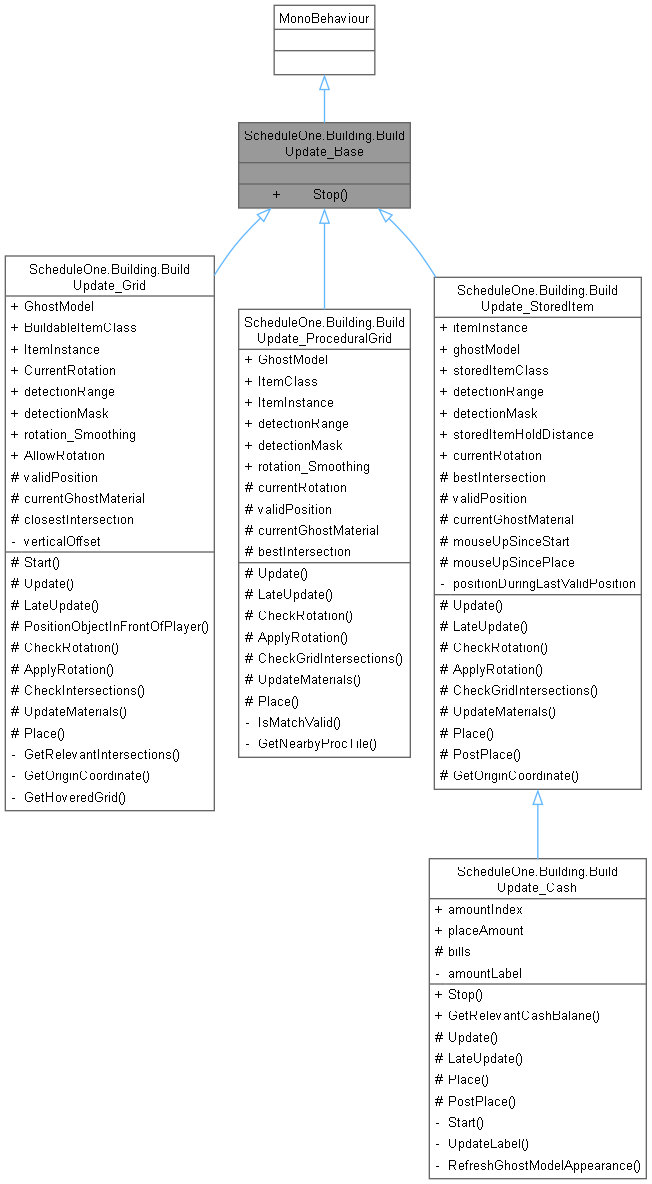 MonoBehaviour
ScheduleOne.Building.Build
Update_Base
+ Stop()
ScheduleOne.Building.Build
Update_Grid
+ GhostModel
+ BuildableItemClass
+ ItemInstance
+ CurrentRotation
+ detectionRange
+ detectionMask
+ rotation_Smoothing
+ AllowRotation
# validPosition
# currentGhostMaterial
# closestIntersection
- verticalOffset
# Start()
# Update()
# LateUpdate()
# PositionObjectInFrontOfPlayer()
# CheckRotation()
# ApplyRotation()
# CheckIntersections()
# UpdateMaterials()
# Place()
- GetRelevantIntersections()
- GetOriginCoordinate()
- GetHoveredGrid()
ScheduleOne.Building.Build
Update_ProceduralGrid
+ GhostModel
+ ItemClass
+ ItemInstance
+ detectionRange
+ detectionMask
+ rotation_Smoothing
# currentRotation
# validPosition
# currentGhostMaterial
# bestIntersection
# Update()
# LateUpdate()
# CheckRotation()
# ApplyRotation()
# CheckGridIntersections()
# UpdateMaterials()
# Place()
- IsMatchValid()
- GetNearbyProcTile()
ScheduleOne.Building.Build
Update_StoredItem
+ itemInstance
+ ghostModel
+ storedItemClass
+ detectionRange
+ detectionMask
+ storedItemHoldDistance
+ currentRotation
# bestIntersection
# validPosition
# currentGhostMaterial
# mouseUpSinceStart
# mouseUpSincePlace
- positionDuringLastValidPosition
# Update()
# LateUpdate()
# CheckRotation()
# ApplyRotation()
# CheckGridIntersections()
# UpdateMaterials()
# Place()
# PostPlace()
# GetOriginCoordinate()
ScheduleOne.Building.Build
Update_Cash
+ amountIndex
+ placeAmount
# bills
- amountLabel
+ Stop()
+ GetRelevantCashBalane()
# Update()
# LateUpdate()
# Place()
# PostPlace()
- Start()
- UpdateLabel()
- RefreshGhostModelAppearance()